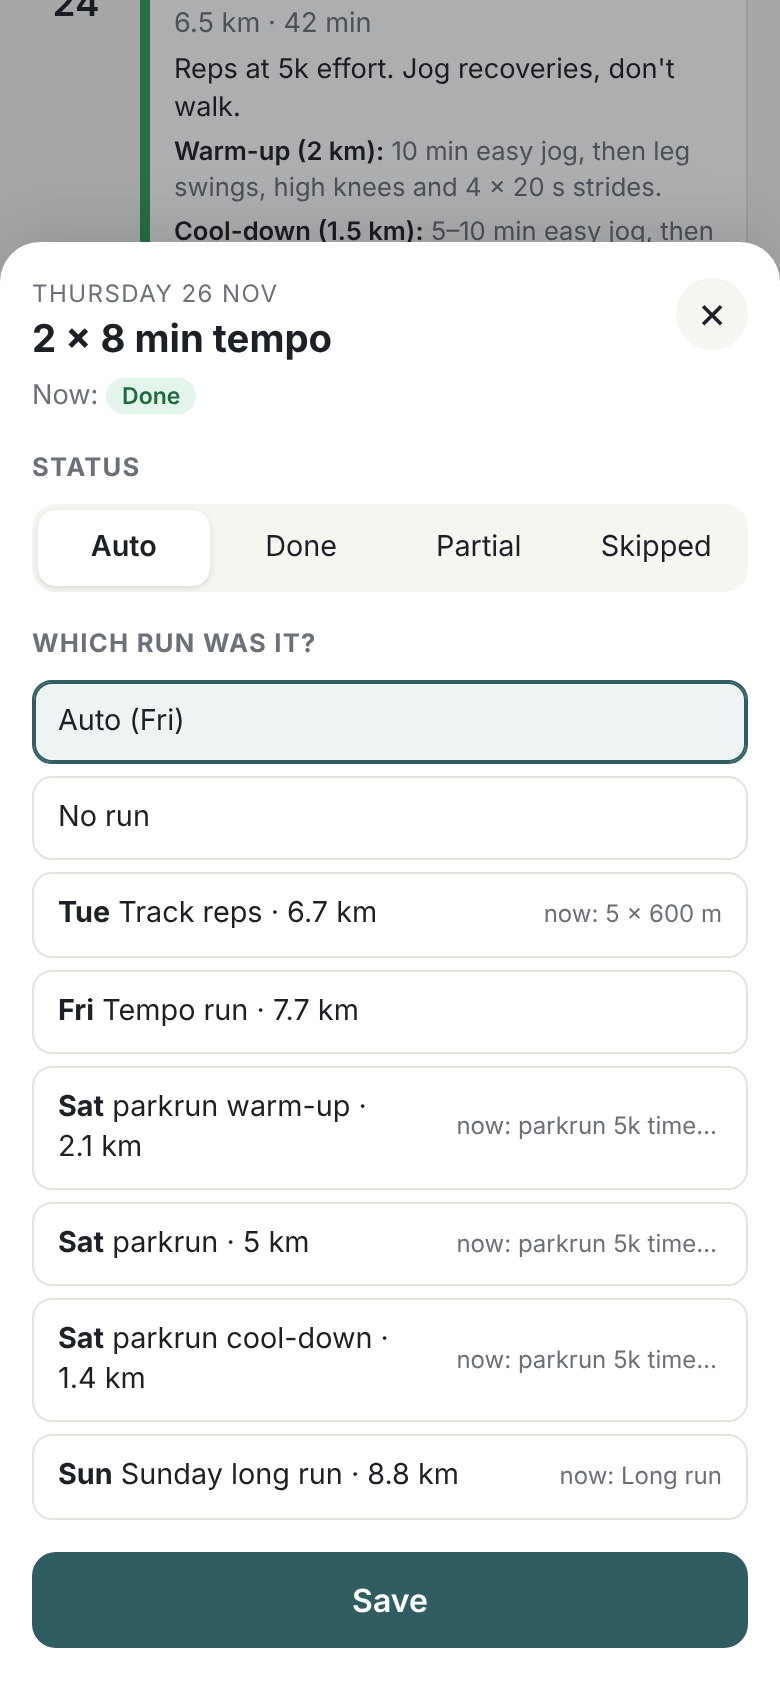 24
6.5 km · 42 min
Reps at 5k effort. Jog recoveries, don't
walk.
Warm-up (2 km): 10 min easy jog, then leg
swings, high knees and 4 × 20 s strides.
Cool-down (1.5 km): 5–10 min easy jog, then
THURSDAY 26 NOV
2 × 8 min tempo
Now: Done
STATUS
Auto Done Partial Skipped
WHICH RUN WAS IT?
Auto (Fri)
No run
Tue Track reps · 6.7 km now: 5 × 600 m
Fri Tempo run · 7.7 km
Sat parkrun warm-up ·
2.1 km
now: parkrun 5k time...
Sat parkrun · 5 km now: parkrun 5k time...
Sat parkrun cool-down ·
1.4 km
now: parkrun 5k time...
Sun Sunday long run · 8.8 km now: Long run
Save